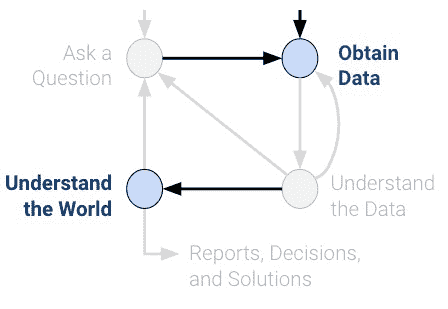 Ask a
Question
Obtain
Data
Understand
the World
Understand
the Data
Reports, Decisions,
and Solutions